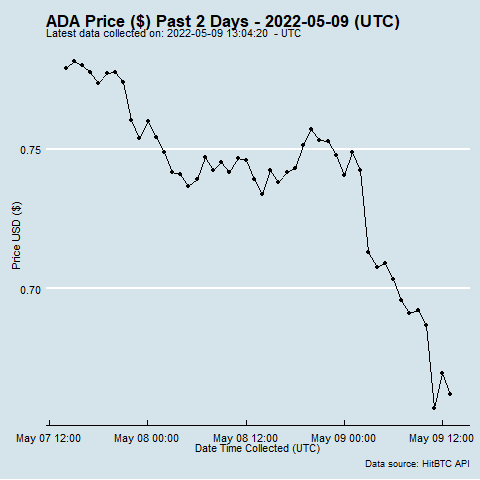 ADA Price ($) Past 2 Days - 2022-05-09 (UTC)
Latest data collected on: 2022-05-09 13:04:20 - UTC
Price USD ($)
0.75
0.70
May 07 12:00 May 08 00:00 May 08 12:00 May 09 00:00 May 09 12:00
Date Time Collected (UTC)
Data source: HitBTC API